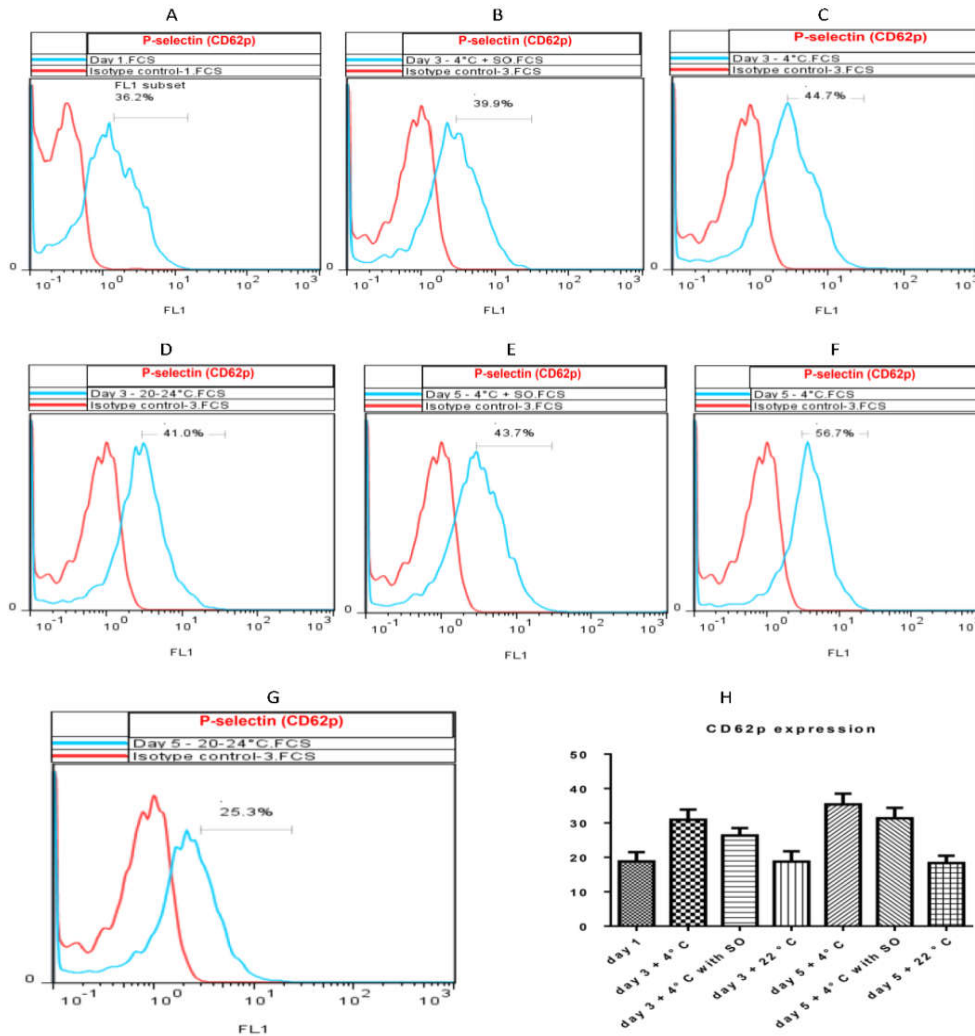 A
P-selectin (CD62p)
Day 1.FCS
Isotype control-1.FCS
FL1 subset
36.2%
0
10-1 100 101 102 103
FL1
B
P-selectin (CD62p)
Day 3 - 4°C + SO.FCS
Isotype control-3.FCS
39.9%
0
10-1 100 101 102 103
FL1
C
P-selectin (CD62p)
Day 3 - 4°C.FCS
Isotype control-3.FCS
44.7%
0
10-1 100 101 102 103
FL1
D
P-selectin (CD62p)
Day 3 - 20-24°C.FCS
Isotype control-3.FCS
41.0%
0
10-1 100 101 102 103
FL1
E
P-selectin (CD62p)
Day 5 - 4°C + SO.FCS
Isotype control-3.FCS
43.7%
0
10-1 100 101 102 103
FL1
F
P-selectin (CD62p)
Day 5 - 4°C.FCS
Isotype control-3.FCS
56.7%
0
10-1 100 101 102 103
FL1
G
P-selectin (CD62p)
Day 5 - 20-24°C.FCS
Isotype control-3.FCS
25.3%
0
10-1 100 101 102 103
FL1
H
CD62p expression
50
40
30
20
10
0
day 1
day 3 + 4° C
day 3 + 4° C with SO
day 3 + 22 ° C
day 5 + 4° C
day 5 + 4° C with SO
day 5 + 22 ° C